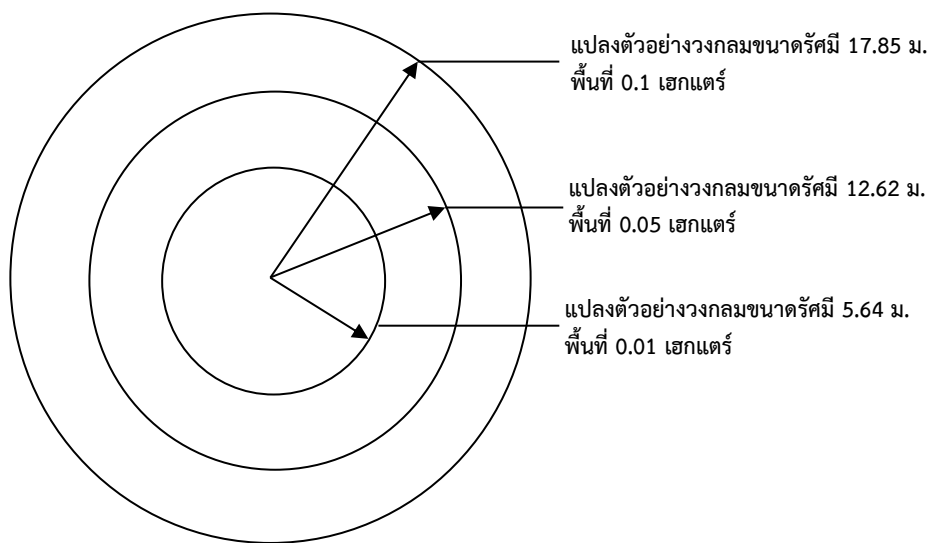 แปลงตัวอย่างวงกลมขนาดรัศมี 17.85 ม.
พื้นที่ 0.1 เฮกแตร์
แปลงตัวอย่างวงกลมขนาดรัศมี 12.62 ม.
พื้นที่ 0.05 เฮกแตร์
แปลงตัวอย่างวงกลมขนาดรัศมี 5.64 ม.
พื้นที่ 0.01 เฮกแตร์